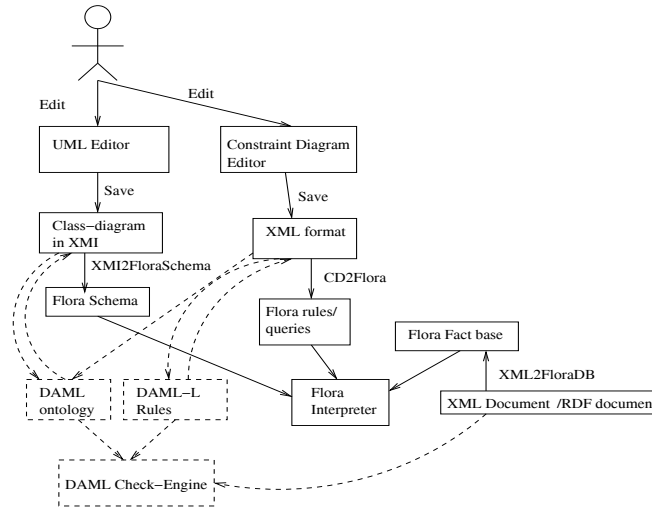 Edit
Edit
UML Editor
Constraint Diagram
Editor
Save
Save
Class-diagram
in XMI
XML format
XMI2FloraSchema
CD2Flora
Flora Schema
Flora rules/
queries
Flora Fact base
XML2FloraDB
DAML
ontology
DAML-L
Rules
Flora
Interpreter
XML Document /RDF document
DAML Check-Engine